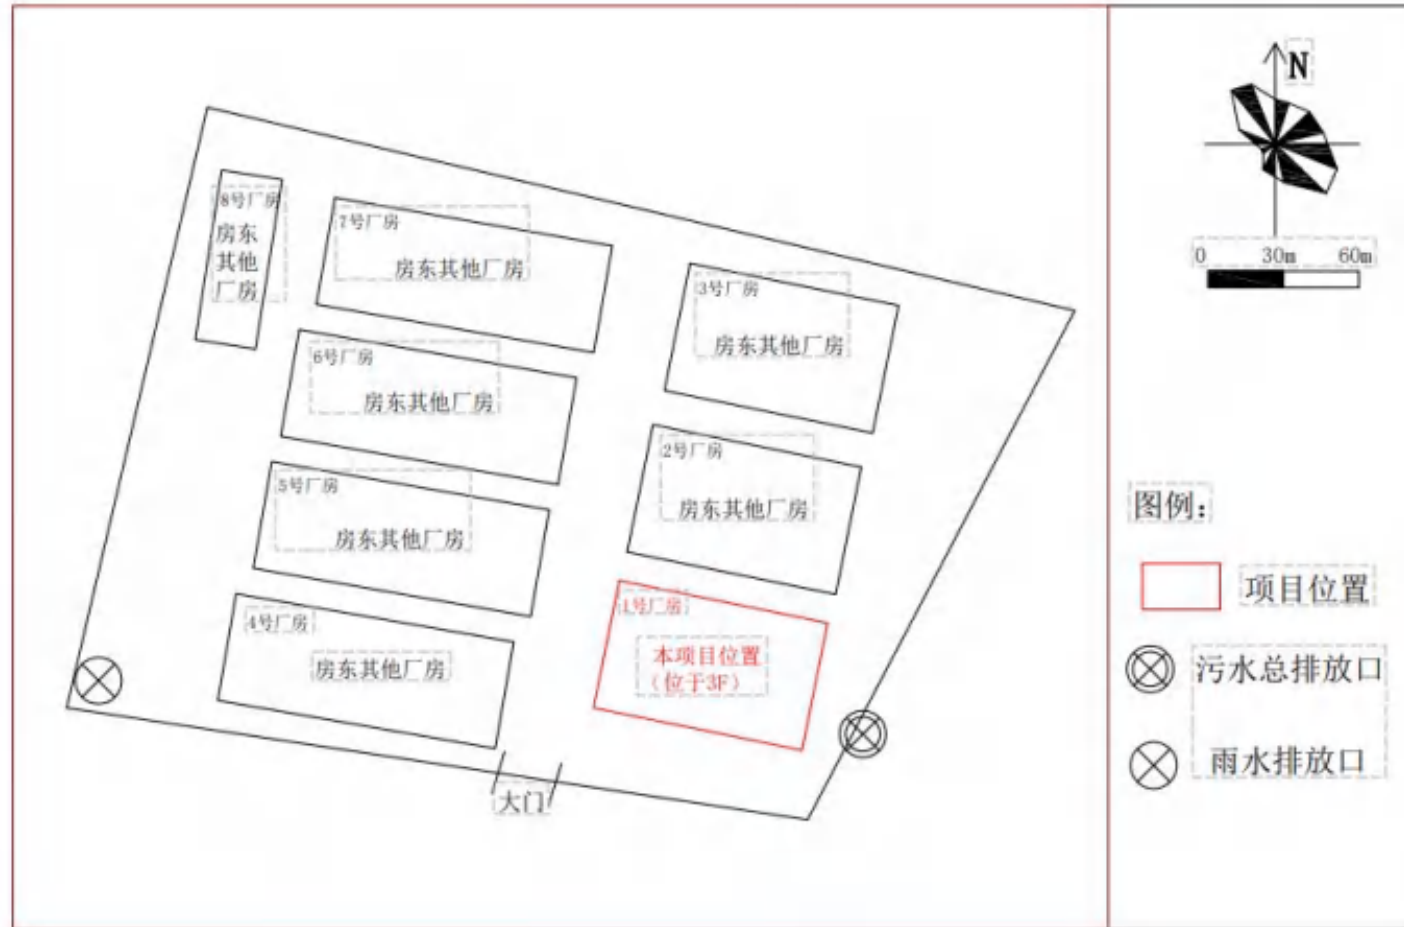 8号厂房
房东
其他
厂房
7号厂房
房东其他厂房
3号厂房
房东其他厂房
6号厂房
房东其他厂房
2号厂房
房东其他厂房
5号厂房
房东其他厂房
1号厂房
本项目位置
（位于3F）
4号厂房
房东其他厂房
大门
N
0 30m 60m
图例：
项目位置
污水总排放口
雨水排放口